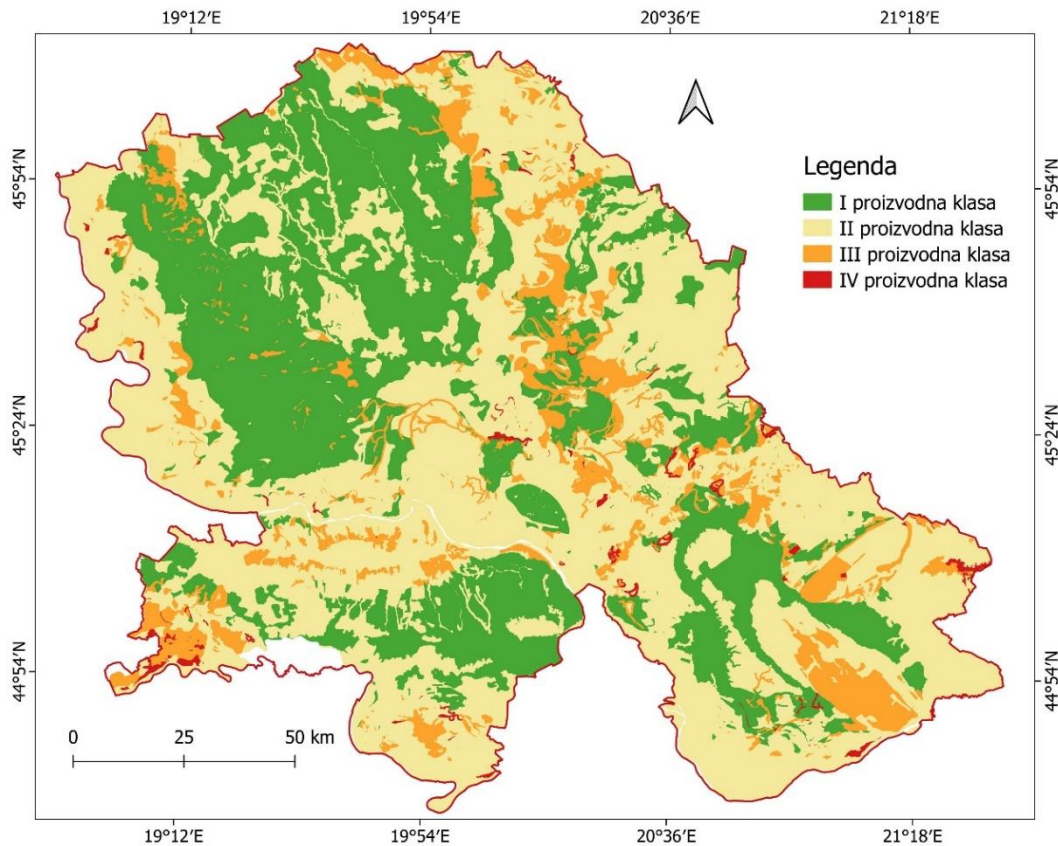 19°12′E 19°54′E 20°36′E 21°18′E
45°54′N 45°54′N
Legenda
I proizvodna klasa
II proizvodna klasa
III proizvodna klasa
IV proizvodna klasa
45°24′N 45°24′N
44°54′N 44°54′N
0 25 50 km
19°12′E 19°54′E 20°36′E 21°18′E